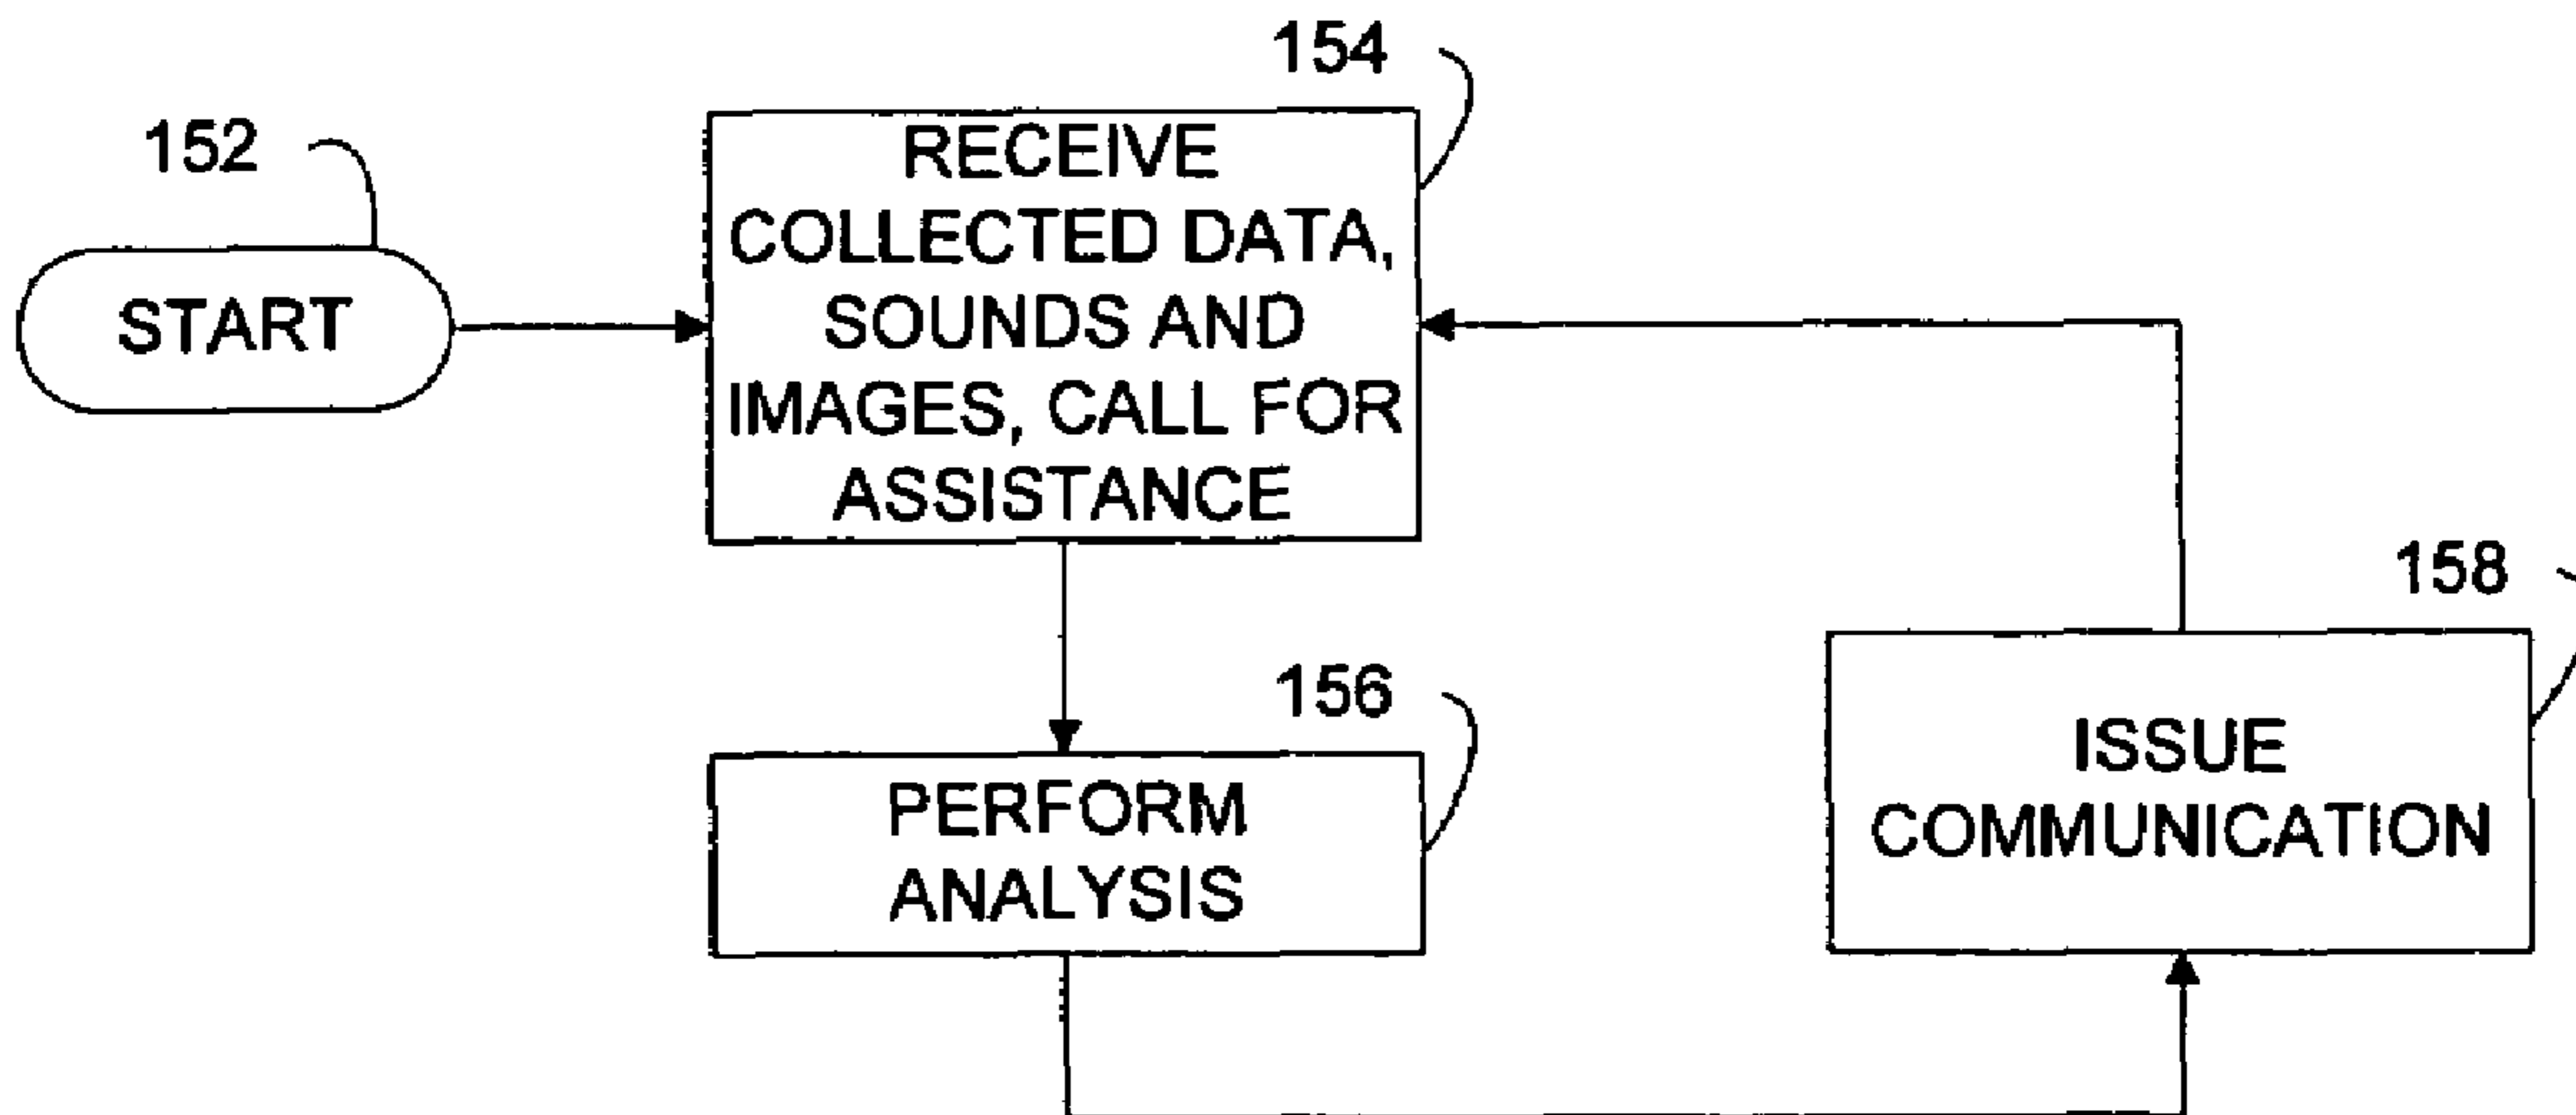 154
152
RECEIVE
COLLECTED DATA,
SOUNDS AND
IMAGES, CALL FOR
ASSISTANCE
START
158
156
PERFORM
ANALYSIS
ISSUE
COMMUNICATION